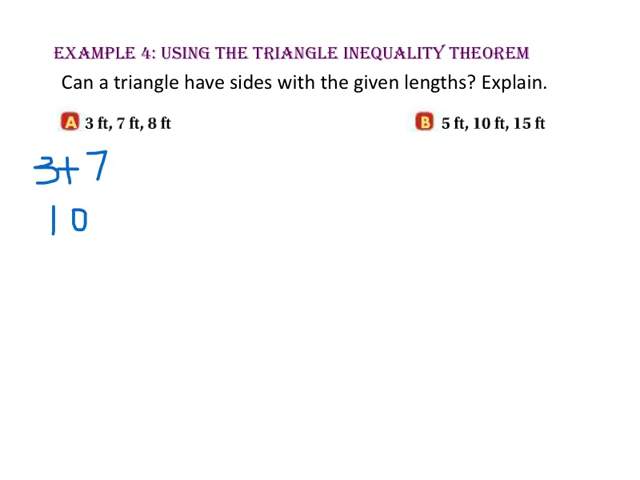 EXAMPLE 4: USING THE TRIANGLE INEQUALITY THEOREM
Can a triangle have sides with the given lengths? Explain.
A 3 ft, 7 ft, 8 ft
B 5 ft, 10 ft, 15 ft
3+7
10